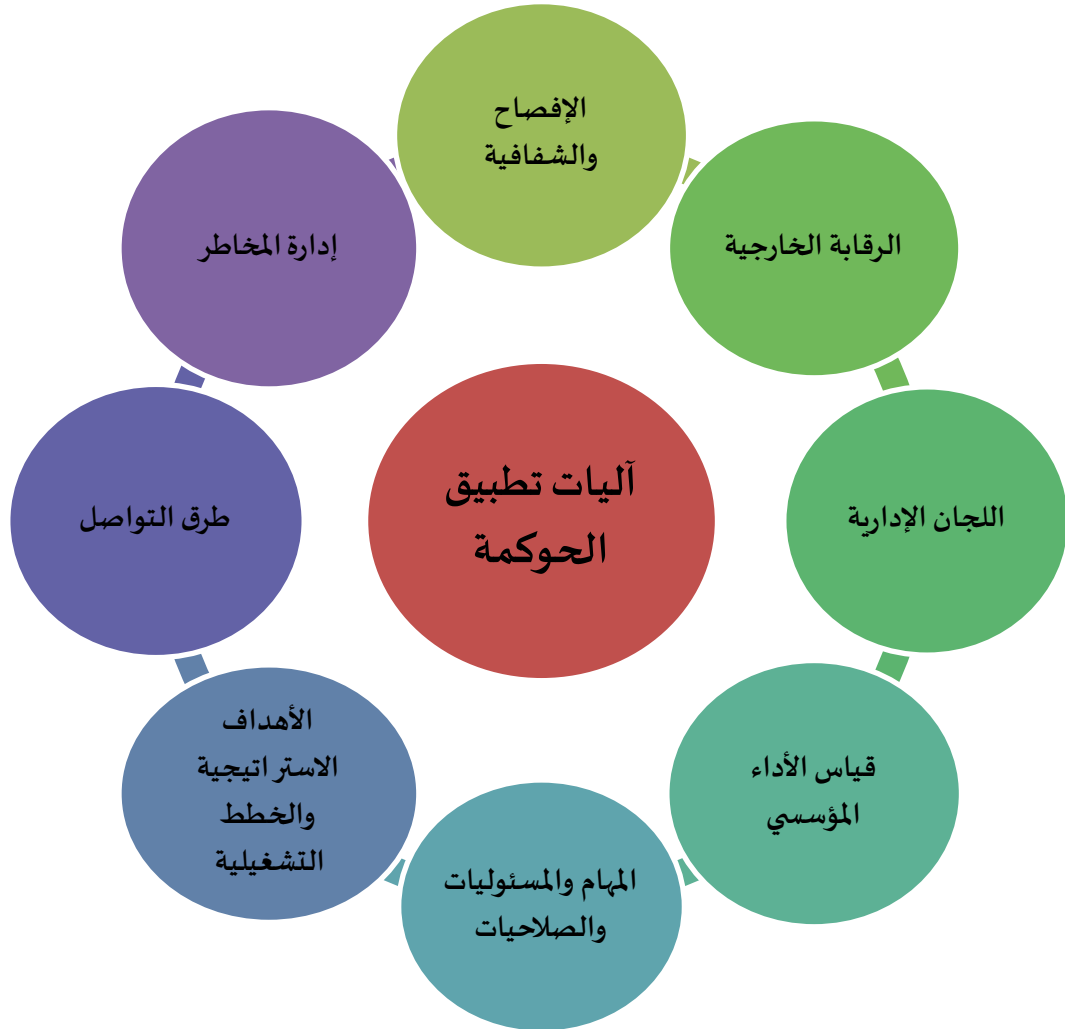 الإفصاح
والشفافية
الرقابة الخارجية
اللجان الإدارية
قياس الأداء
المؤسسي
المهام والمسئوليات
والصلاحيات
الأهداف
الاستراتيجية
والخطط
التشغيلية
طرق التواصل
إدارة المخاطر
آليات تطبيق
الحوكمة